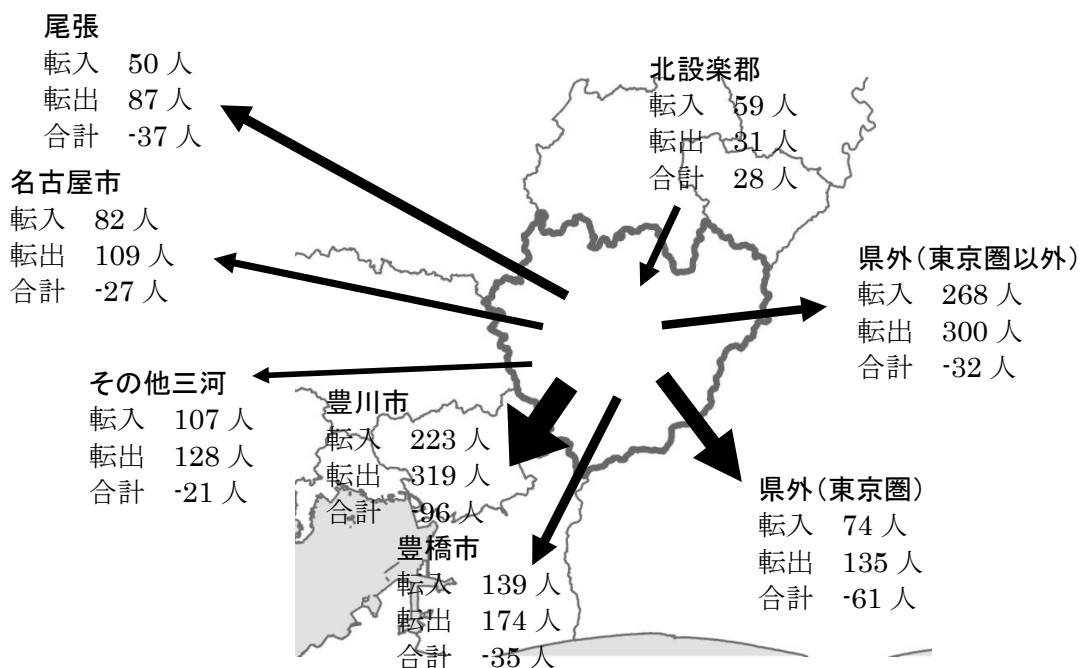 尾張
転入 50 人
転出 87 人
合計 -37 人
北設楽郡
転入 59 人
転出 31 人
合計 28 人
名古屋市
転入 82 人
転出 109 人
合計 -27 人
県外（東京圏以外）
転入 268 人
転出 300 人
合計 -32 人
その他三河
転入 107 人
転出 128 人
合計 -21 人
豊川市
転入 223 人
転出 319 人
合計 -96 人
県外（東京圏）
転入 74 人
転出 135 人
合計 -61 人
豊橋市
転入 139 人
転出 174 人
合計 -35 人